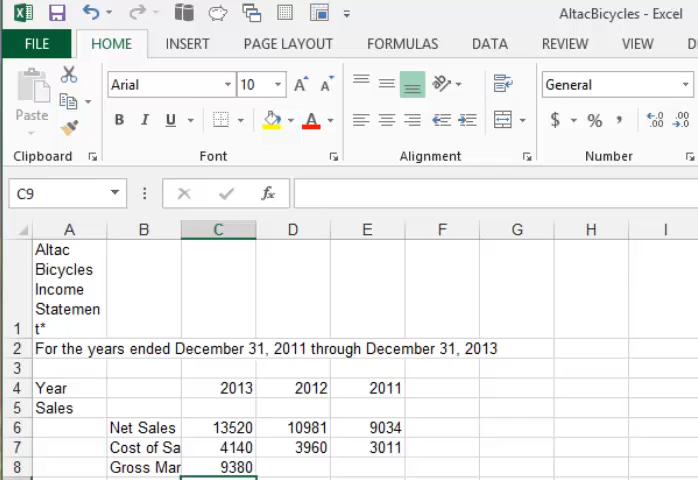 AltacBicycles - Excel
FILE HOME INSERT PAGE LAYOUT FORMULAS DATA REVIEW VIEW D
Arial 10 General
Paste
B I U A $ %
Clipboard Font Alignment Number
C9 fx
A B C D E F G H I
Altac
Bicycles
Income
Statemen
1 t*
2 For the years ended December 31, 2011 through December 31, 2013
3
4 Year 2013 2012 2011
5 Sales
6 Net Sales 13520 10981 9034
7 Cost of Sa 4140 3960 3011
8 Gross Mar 9380